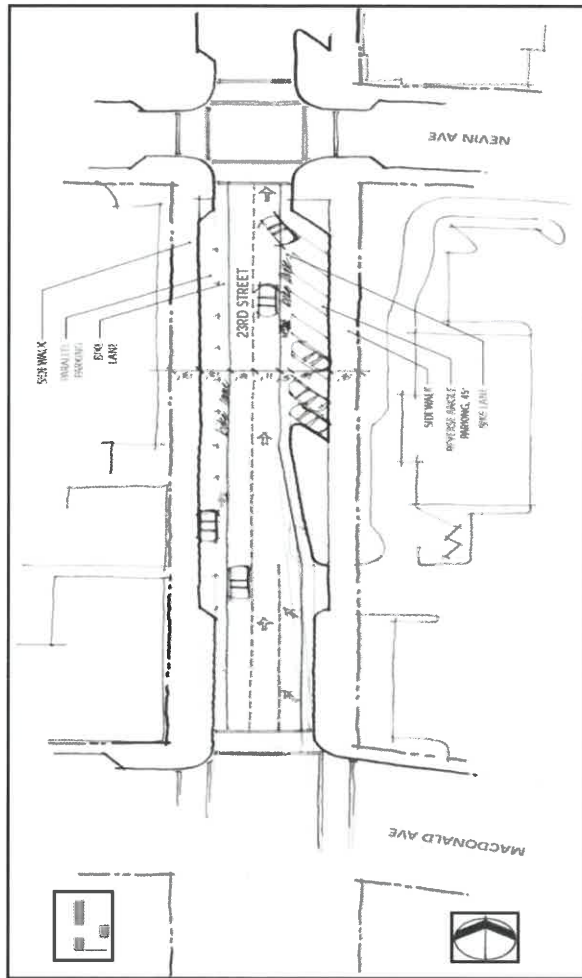 NEVIN AVE
23RD STREET
SIDEWALK
PARALLEL
PARKING
BIKE
LANE
SIDEWALK
REVERSE ANGLE
PARKING, 45°
BIKE LANE
MACDONALD AVE